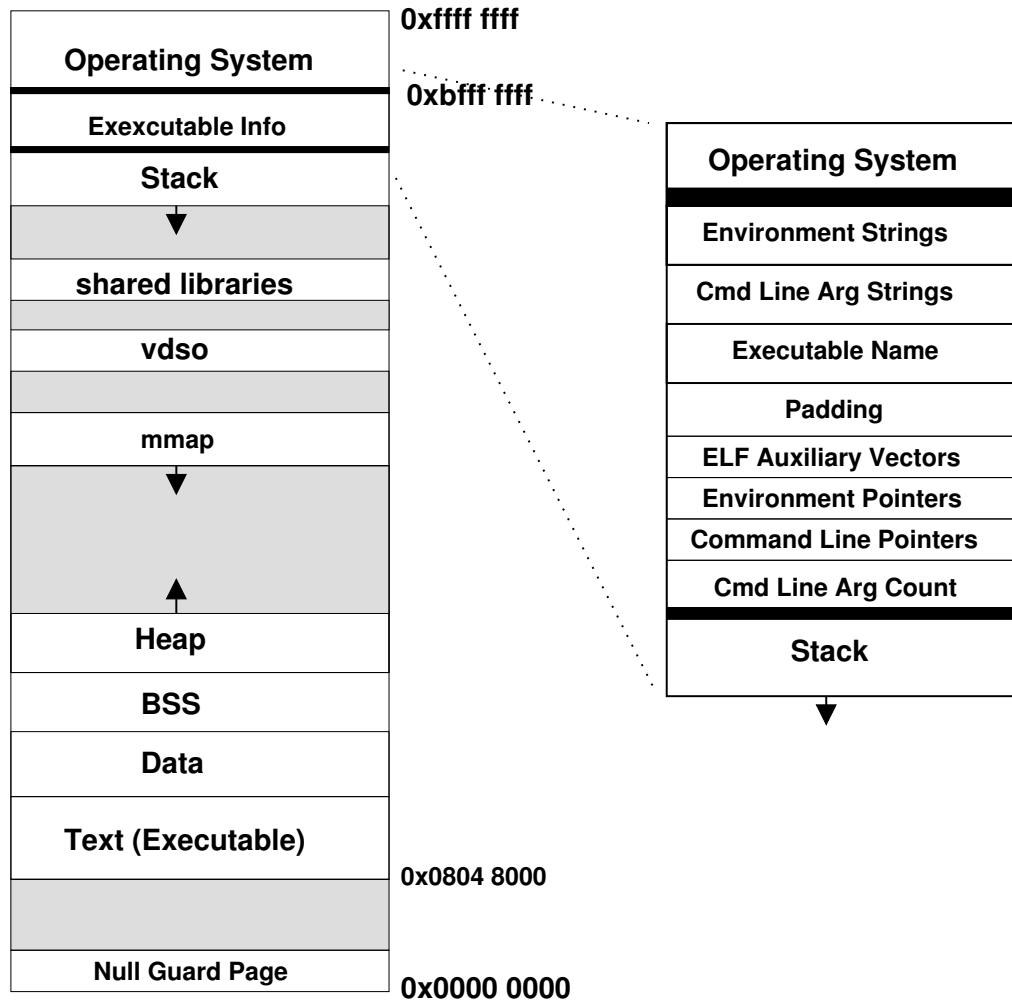 0xffff ffff
Operating System
0xbfff ffff
Exexcutable Info
Stack
shared libraries
vdso
mmap
Heap
BSS
Data
Text (Executable)
0x0804 8000
Null Guard Page
0x0000 0000
Operating System
Environment Strings
Cmd Line Arg Strings
Executable Name
Padding
ELF Auxiliary Vectors
Environment Pointers
Command Line Pointers
Cmd Line Arg Count
Stack